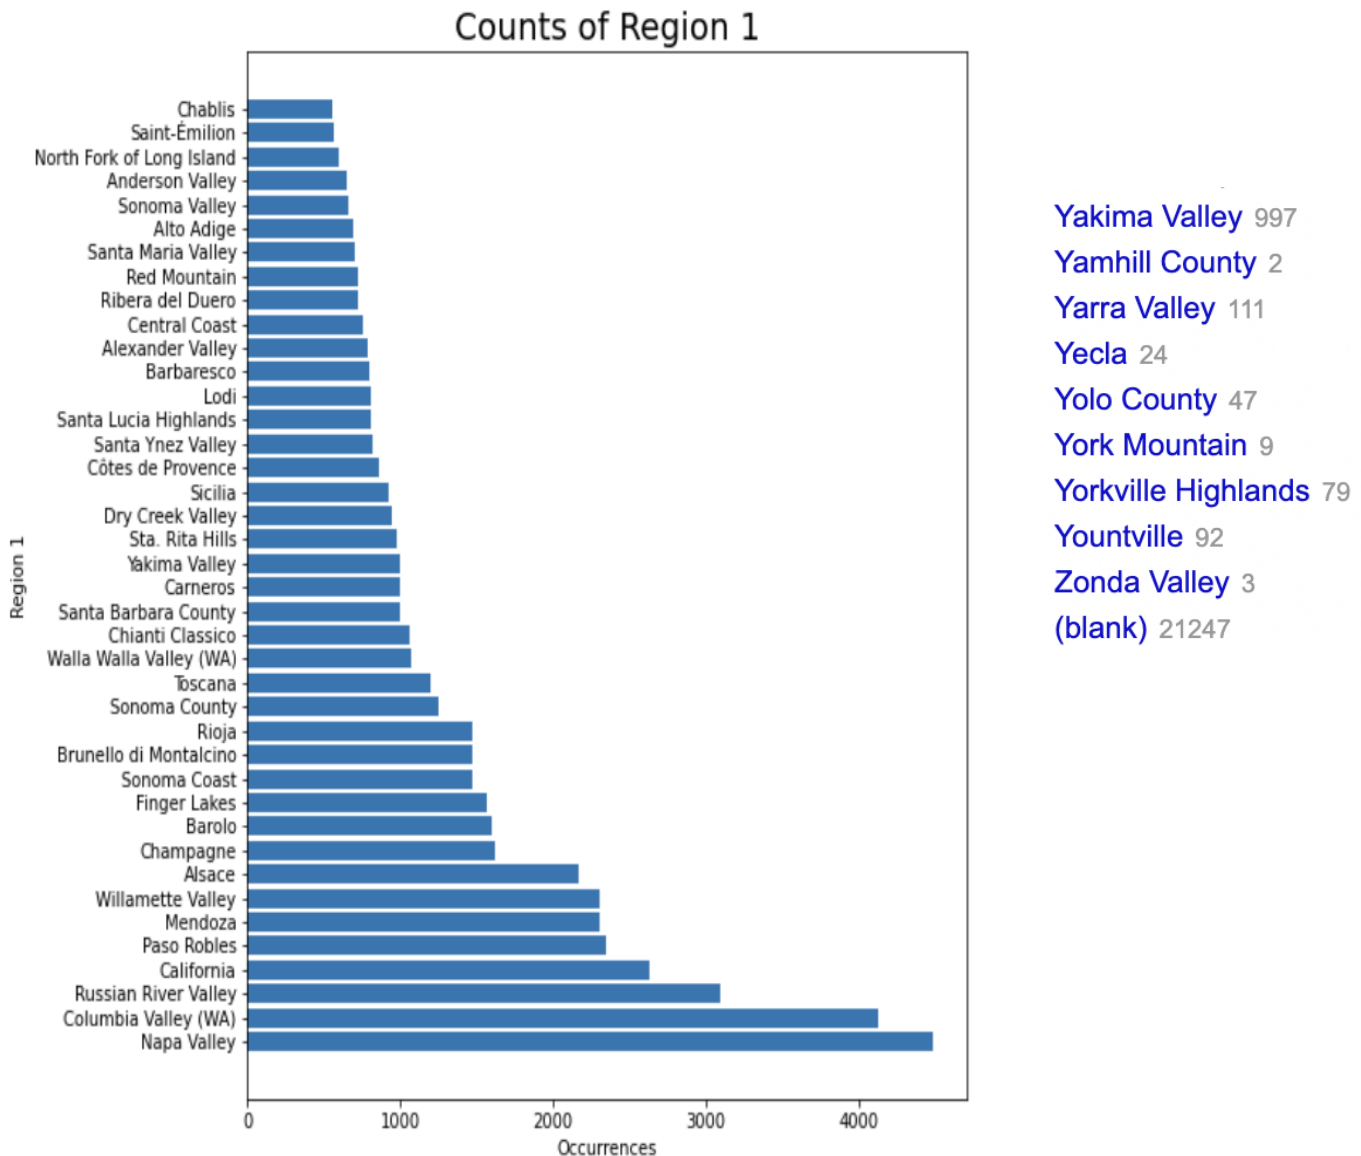 Counts of Region 1
Chablis
Saint-Émilion
North Fork of Long Island
Anderson Valley
Sonoma Valley
Alto Adige
Santa Maria Valley
Red Mountain
Ribera del Duero
Central Coast
Alexander Valley
Barbaresco
Lodi
Santa Lucia Highlands
Santa Ynez Valley
Côtes de Provence
Sicilia
Dry Creek Valley
Sta. Rita Hills
Yakima Valley
Carneros
Santa Barbara County
Chianti Classico
Walla Walla Valley (WA)
Toscana
Sonoma County
Rioja
Brunello di Montalcino
Sonoma Coast
Finger Lakes
Barolo
Champagne
Alsace
Willamette Valley
Mendoza
Paso Robles
California
Russian River Valley
Columbia Valley (WA)
Napa Valley
Region 1
0 1000 2000 3000 4000
Occurrences
Yakima Valley 997
Yamhill County 2
Yarra Valley 111
Yecla 24
Yolo County 47
York Mountain 9
Yorkville Highlands 79
Yountville 92
Zonda Valley 3
(blank) 21247